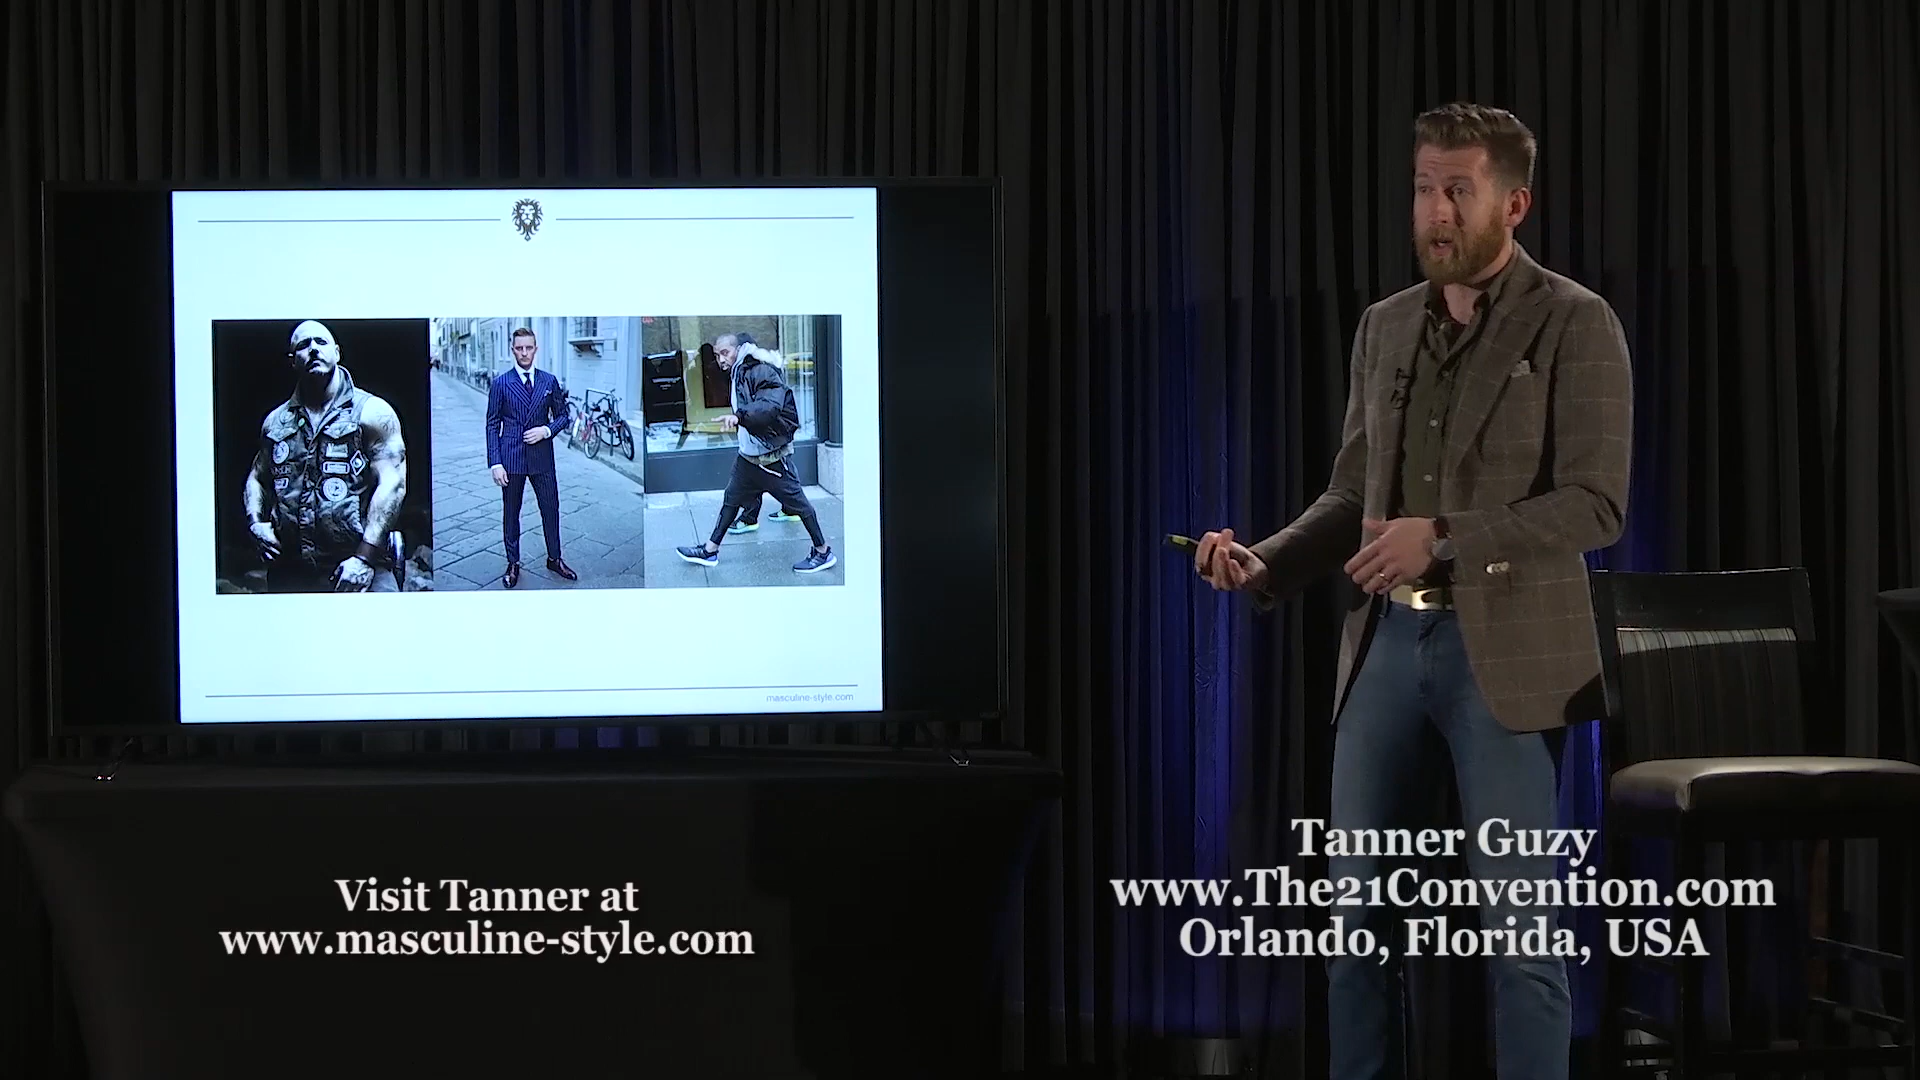 masculine-style.com
Visit Tanner at
www.masculine-style.com
Tanner Guzy
www.The21Convention.com
Orlando, Florida, USA